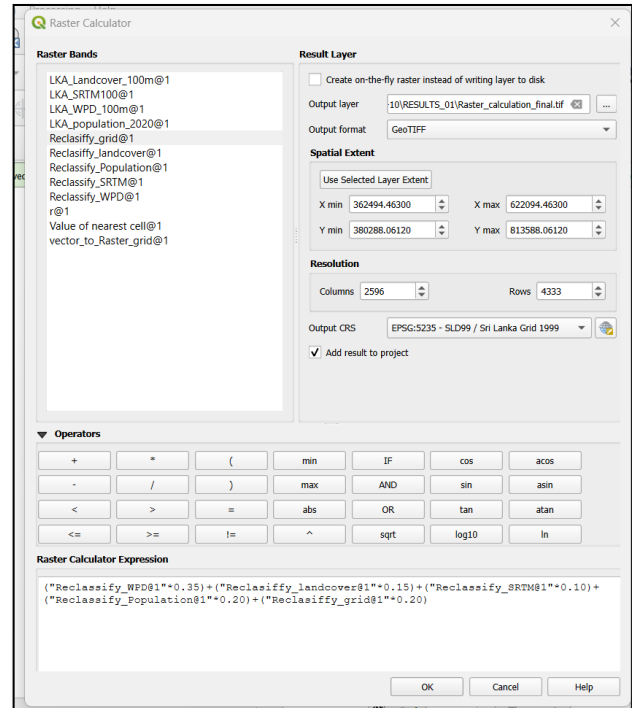 Processing Help
Raster Calculator
Raster Bands
LKA_Landcover_100m@1
LKA_SRTM100@1
LKA_WPD_100m@1
LKA_population_2020@1
Reclasiffy_grid@1
Reclasiffy_landcover@1
Reclassify_Population@1
Reclassify_SRTM@1
Reclassify_WPD@1
r@1
Value of nearest cell@1
vector_to_Raster_grid@1
Result Layer
Create on-the-fly raster instead of writing layer to disk
Output layer
-10\RESULTS_01\Raster_calculation_final.tif
...
Output format
GeoTIFF
Spatial Extent
Use Selected Layer Extent
X min 362494.46300 X max 622094.46300
Y min 380288.06120 Y max 813588.06120
Resolution
Columns 2596 Rows 4333
Output CRS
EPSG:5235 - SLD99 / Sri Lanka Grid 1999
Add result to project
Operators
+ * ( min IF cos acos
- / ) max AND sin asin
< > = abs OR tan atan
<= >= != ^ sqrt log10 ln
Raster Calculator Expression
("Reclassify_WPD@1"*0.35)+("Reclasiffy_landcover@1"*0.15)+("Reclassify_SRTM@1"*0.10)+
("Reclassify_Population@1"*0.20)+("Reclasiffy_grid@1"*0.20)
OK Cancel Help